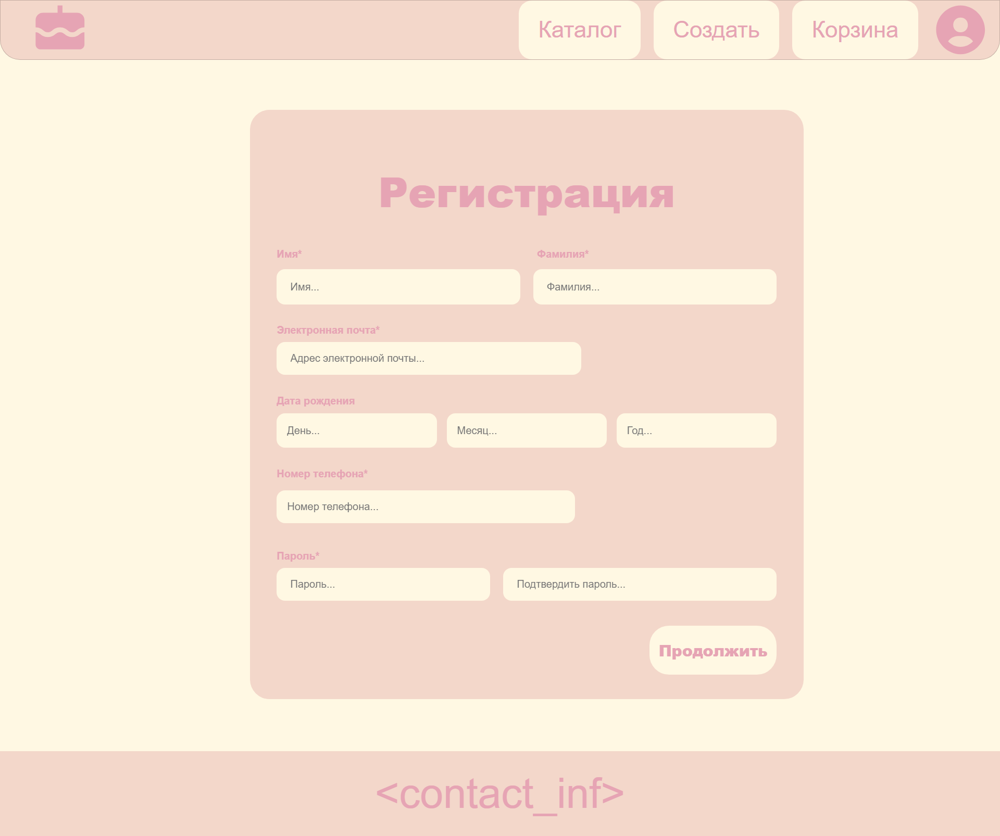 Каталог Создать Корзина
Регистрация
Имя* Фамилия*
Имя... Фамилия...
Электронная почта*
Адрес электронной почты...
Дата рождения
День... Месяц... Год...
Номер телефона*
Номер телефона...
Пароль*
Пароль... Подтвердить пароль...
Продолжить
<contact_inf>